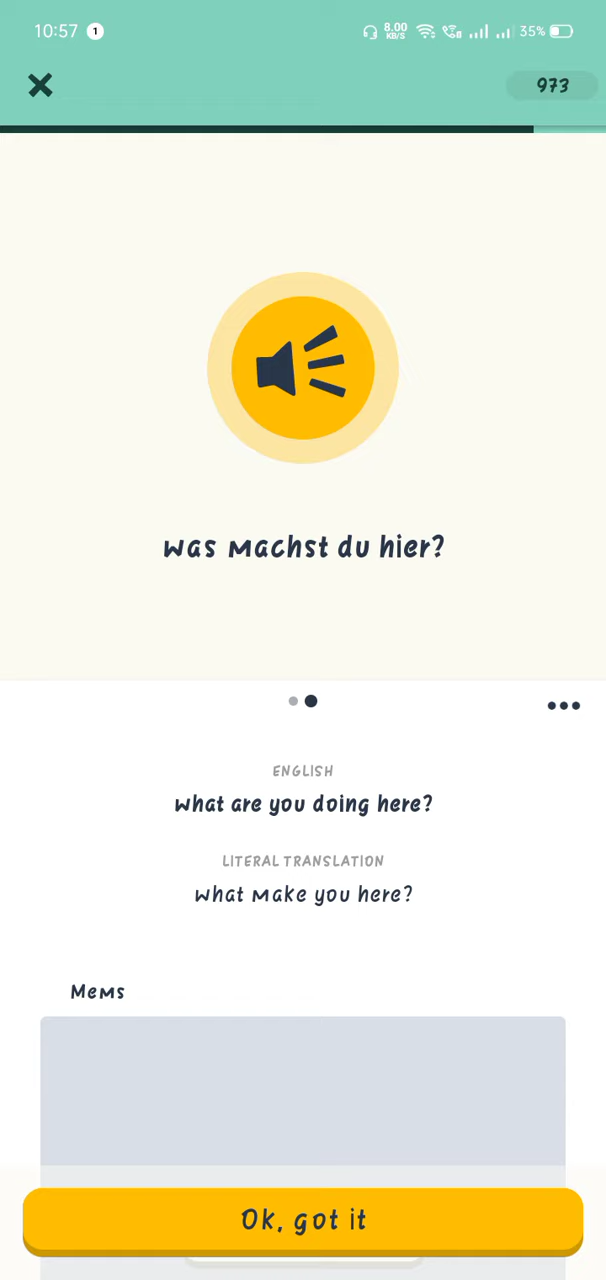 10:57 1 8.00 KB/S 35%
973
was machst du hier?
ENGLISH
what are you doing here?
LITERAL TRANSLATION
what make you here?
Mems
Ok, got it